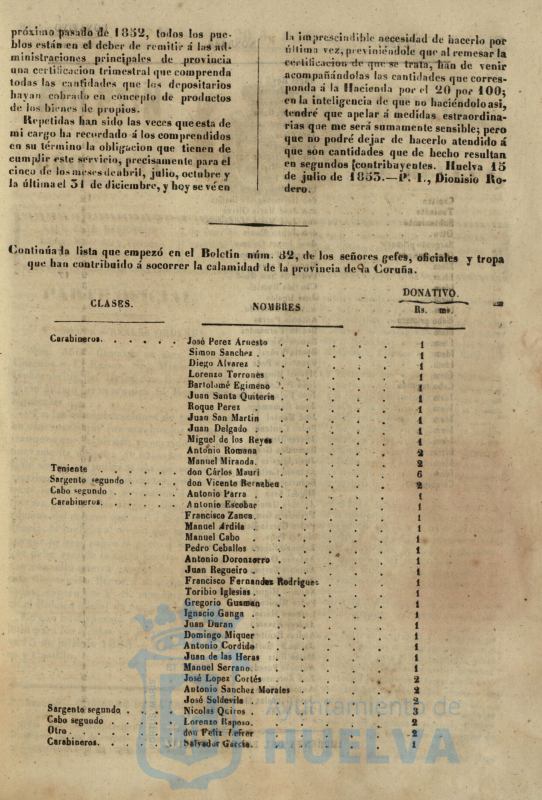 próximo pasado de 1852, todos los pue-
blos están en el deber de remitir á las ad-
ministraciones principales de provincia
una certificacion trimestral que comprenda
todas las cantidades que los depositarios
hayan cobrado en concepto de productos
de los bienes de propios.
Repetidas han sido las veces que esta de
mi cargo ha recordado á los comprendidos
en su término la obligacion que tienen de
cumplir este servicio, precisamente para el
cinco de los meses de abril, julio, octubre y
la última el 31 de diciembre, y hoy se vé en
la imprescindible necesidad de hacerlo por
última vez, previniéndole que al remesar la
certificacion de que se trata, han de venir
acompañándolas las cantidades que corres-
ponda á la Hacienda por el 20 por 100;
en la inteligencia de que no haciéndolo asi,
tendré que apelar á medidas estraordina-
rias que me será sumamente sensible; pero
que no podré dejar de hacerlo atendido á
que son cantidades que de hecho resultan
en segundos contribuyentes. Huelva 15
de julio de 1853.—P. I., Dionisio Ro-
dero.
Continúa la lista que empezó en el Boletin núm. 82, de los señores gefes, oficiales y tropa
que han contribuido á socorrer la calamidad de la provincia de la Coruña.
CLASES. NOMBRES DONATIVO.
Rs. ms.
Carabineros. . . . . . José Perez Arnesto . . . . . 1
Simon Sanchez . . . . . 1
Diego Alvarez . . . . . 1
Lorenzo Torronés . . . . . 1
Bartolomé Egimeno . . . . . 1
Juan Santa Quiteria . . . . . 1
Roque Perez . . . . . 1
Juan San Martin . . . . . 1
Juan Delgado . . . . . 1
Miguel de los Reyes . . . . . 1
Antonio Romana . . . . . 2
Manuel Miranda. . . . . 2
Teniente . . . . . . don Cárlos Mauri . . . . . 6
Sargento segundo . . . . don Vicente Bernabeu. . . . . 2
Cabo segundo . . . . . Antonio Parra . . . . . 1
Carabineros. . . . . . Antonio Escobar . . . . . 1
Francisco Zanca. . . . . 1
Manuel Ardila . . . . . 1
Manuel Cabo . . . . . 1
Pedro Ceballos . . . . . 1
Antonio Doronzorro . . . . . 1
Juan Regueiro . . . . . 1
Francisco Fernandez Rodriguez . . . . 1
Toribio Iglesias . . . . . 1
Gregorio Gusman . . . . . 1
Ignacio Ganga . . . . . 1
Juan Duran . . . . . 1
Domingo Miquer . . . . . 1
Antonio Cordido . . . . . 1
Juan de las Heras . . . . . 1
Manuel Serrano. . . . . 1
José Lopez Cortés . . . . . 2
Antonio Sanchez Morales . . . . . 2
José Soldevila . . . . . 2
Sargento segundo . . . . Nicolas Quiros . . . . . 3
Cabo segundo . . . . . Lorenzo Raposo. . . . . 2
Otro . . . . . . don Feliz Lefrer . . . . . 2
Carabineros. . . . . . Salvador Garcia. . . . . 1
Ayuntamiento de
HUELVA